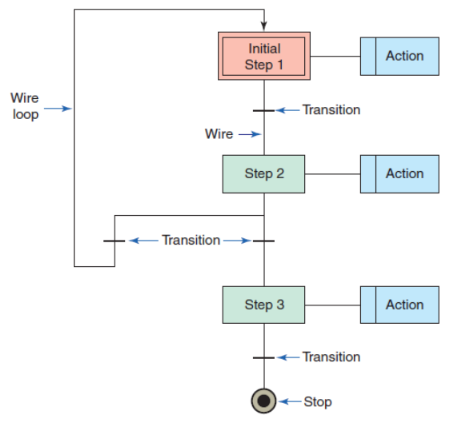 Initial
Step 1
Action
Wire
loop
Transition
Wire
Step 2
Action
Transition
Step 3
Action
Transition
Stop